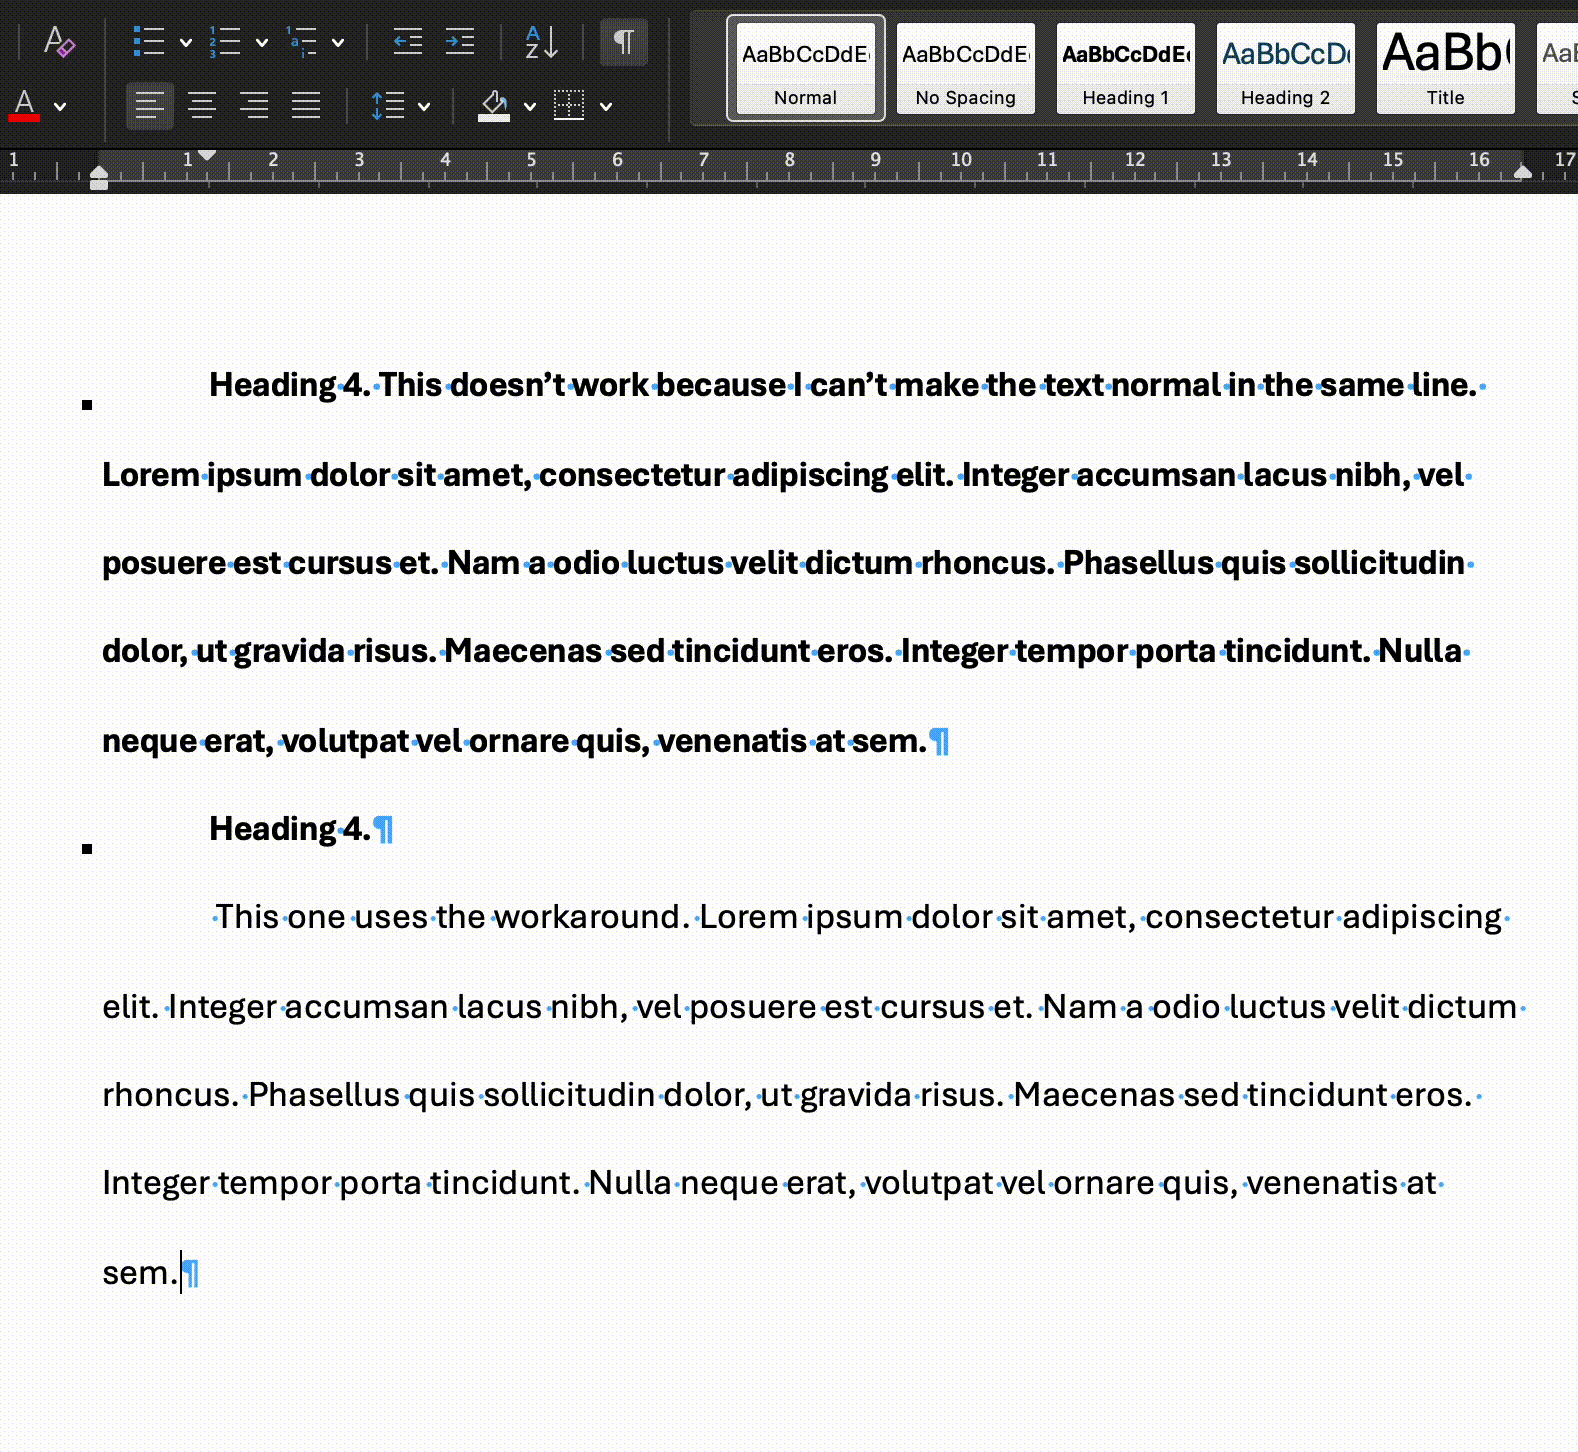 A
1
2
3
1
a
i
A
Z
¶
AaBbCcDdE
AaBbCcDdE
AaBbCcDdE
AaBbCcD
AaBb
Aa
A
Normal
No Spacing
Heading 1
Heading 2
Title
S
1 1 2 3 4 5 6 7 8 9 10 11 12 13 14 15 16 17
Heading 4. This doesn’t work because I can’t make the text normal in the same line.
Lorem ipsum dolor sit amet, consectetur adipiscing elit. Integer accumsan lacus nibh, vel
posuere est cursus et. Nam a odio luctus velit dictum rhoncus. Phasellus quis sollicitudin
dolor, ut gravida risus. Maecenas sed tincidunt eros. Integer tempor porta tincidunt. Nulla
neque erat, volutpat vel ornare quis, venenatis at sem.¶
Heading 4.¶
This one uses the workaround. Lorem ipsum dolor sit amet, consectetur adipiscing
elit. Integer accumsan lacus nibh, vel posuere est cursus et. Nam a odio luctus velit dictum
rhoncus. Phasellus quis sollicitudin dolor, ut gravida risus. Maecenas sed tincidunt eros.
Integer tempor porta tincidunt. Nulla neque erat, volutpat vel ornare quis, venenatis at
sem.¶